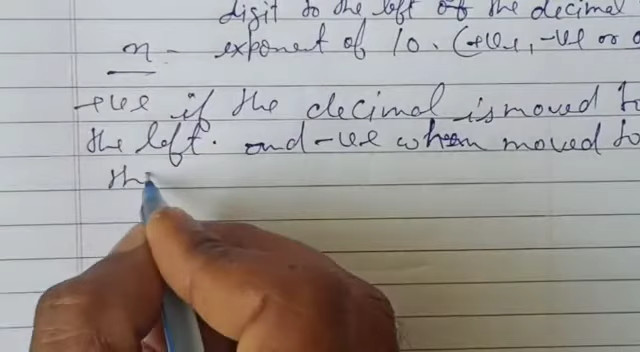 digit to the left of the decimal
n - exponent of 10. (+ve, -ve or
+ve if the decimal is moved to
the left. and -ve when moved to
th